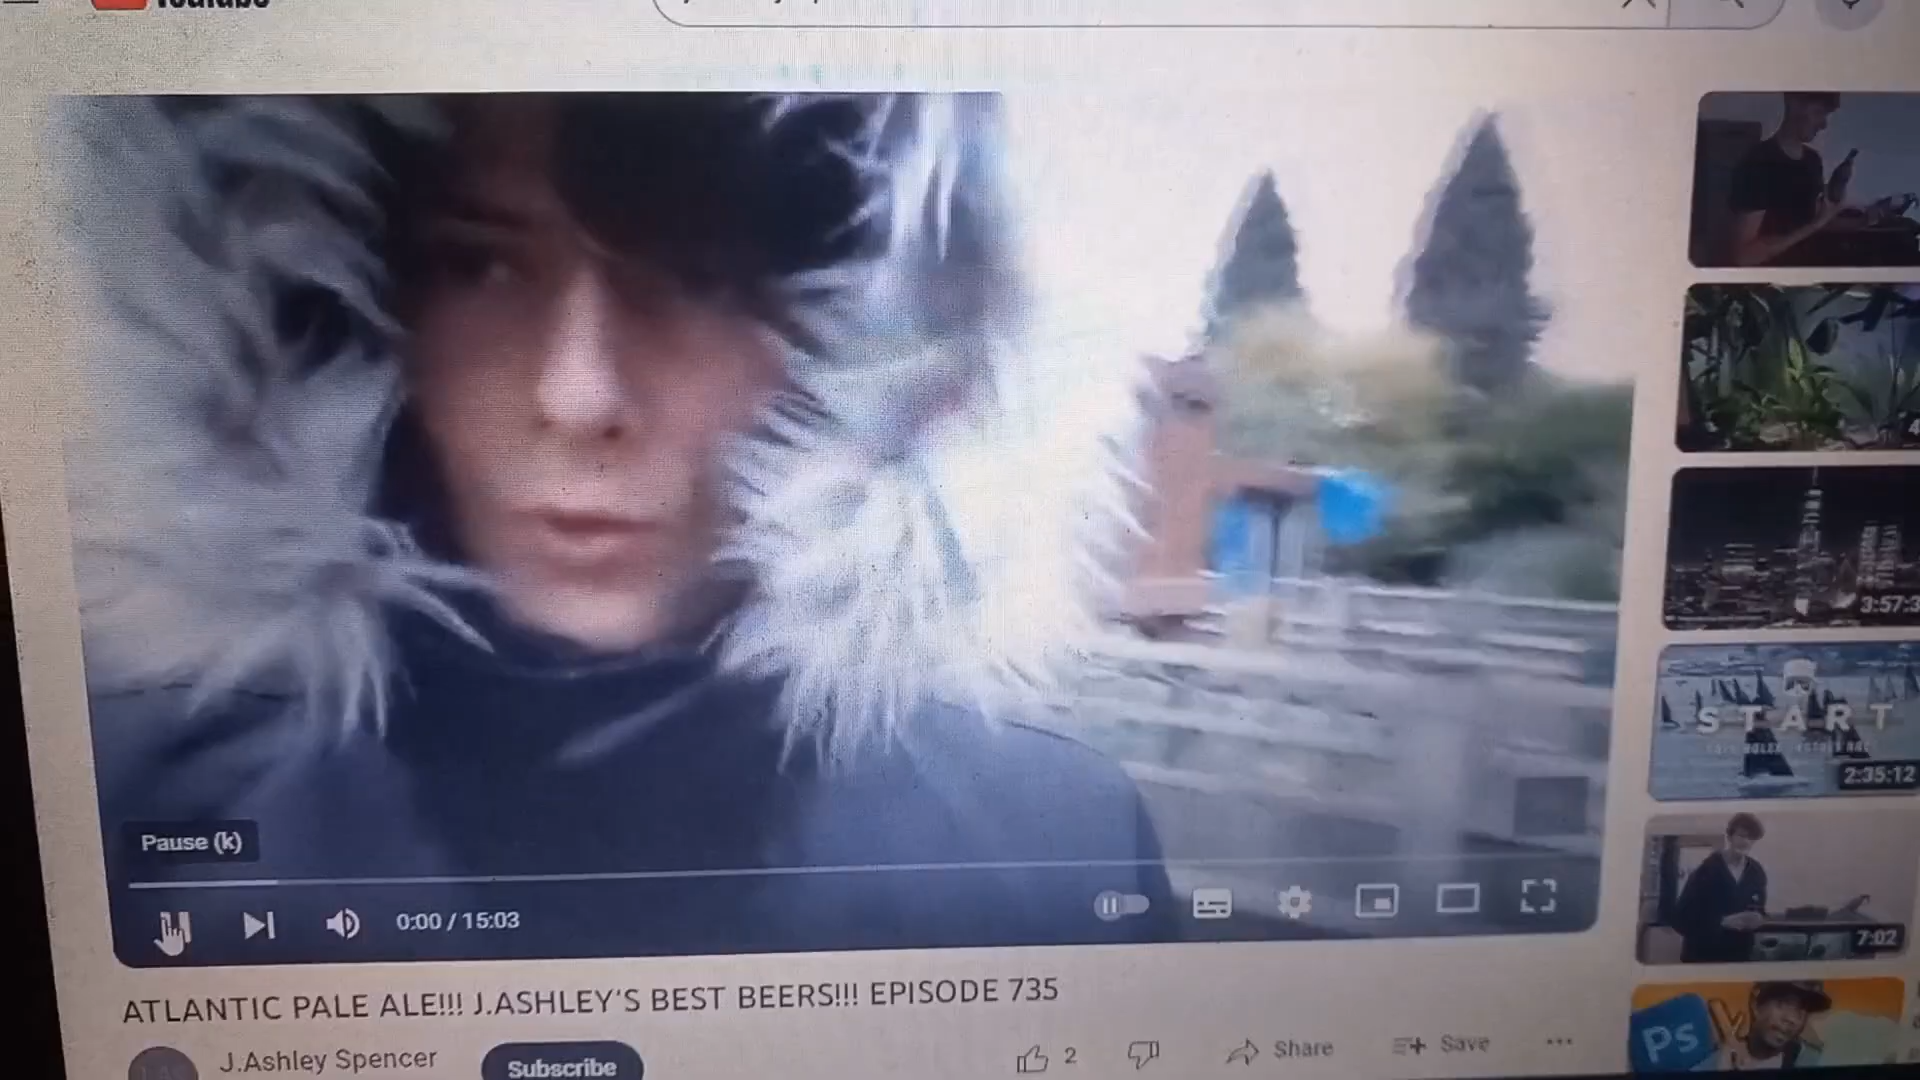 YouTube
3:57:3
START
2:35:12
Pause (k)
0:00 / 15:03
7:02
ATLANTIC PALE ALE!!! J.ASHLEY'S BEST BEERS!!! EPISODE 735
PS
J.Ashley Spencer
Subscribe
2
Share
Save